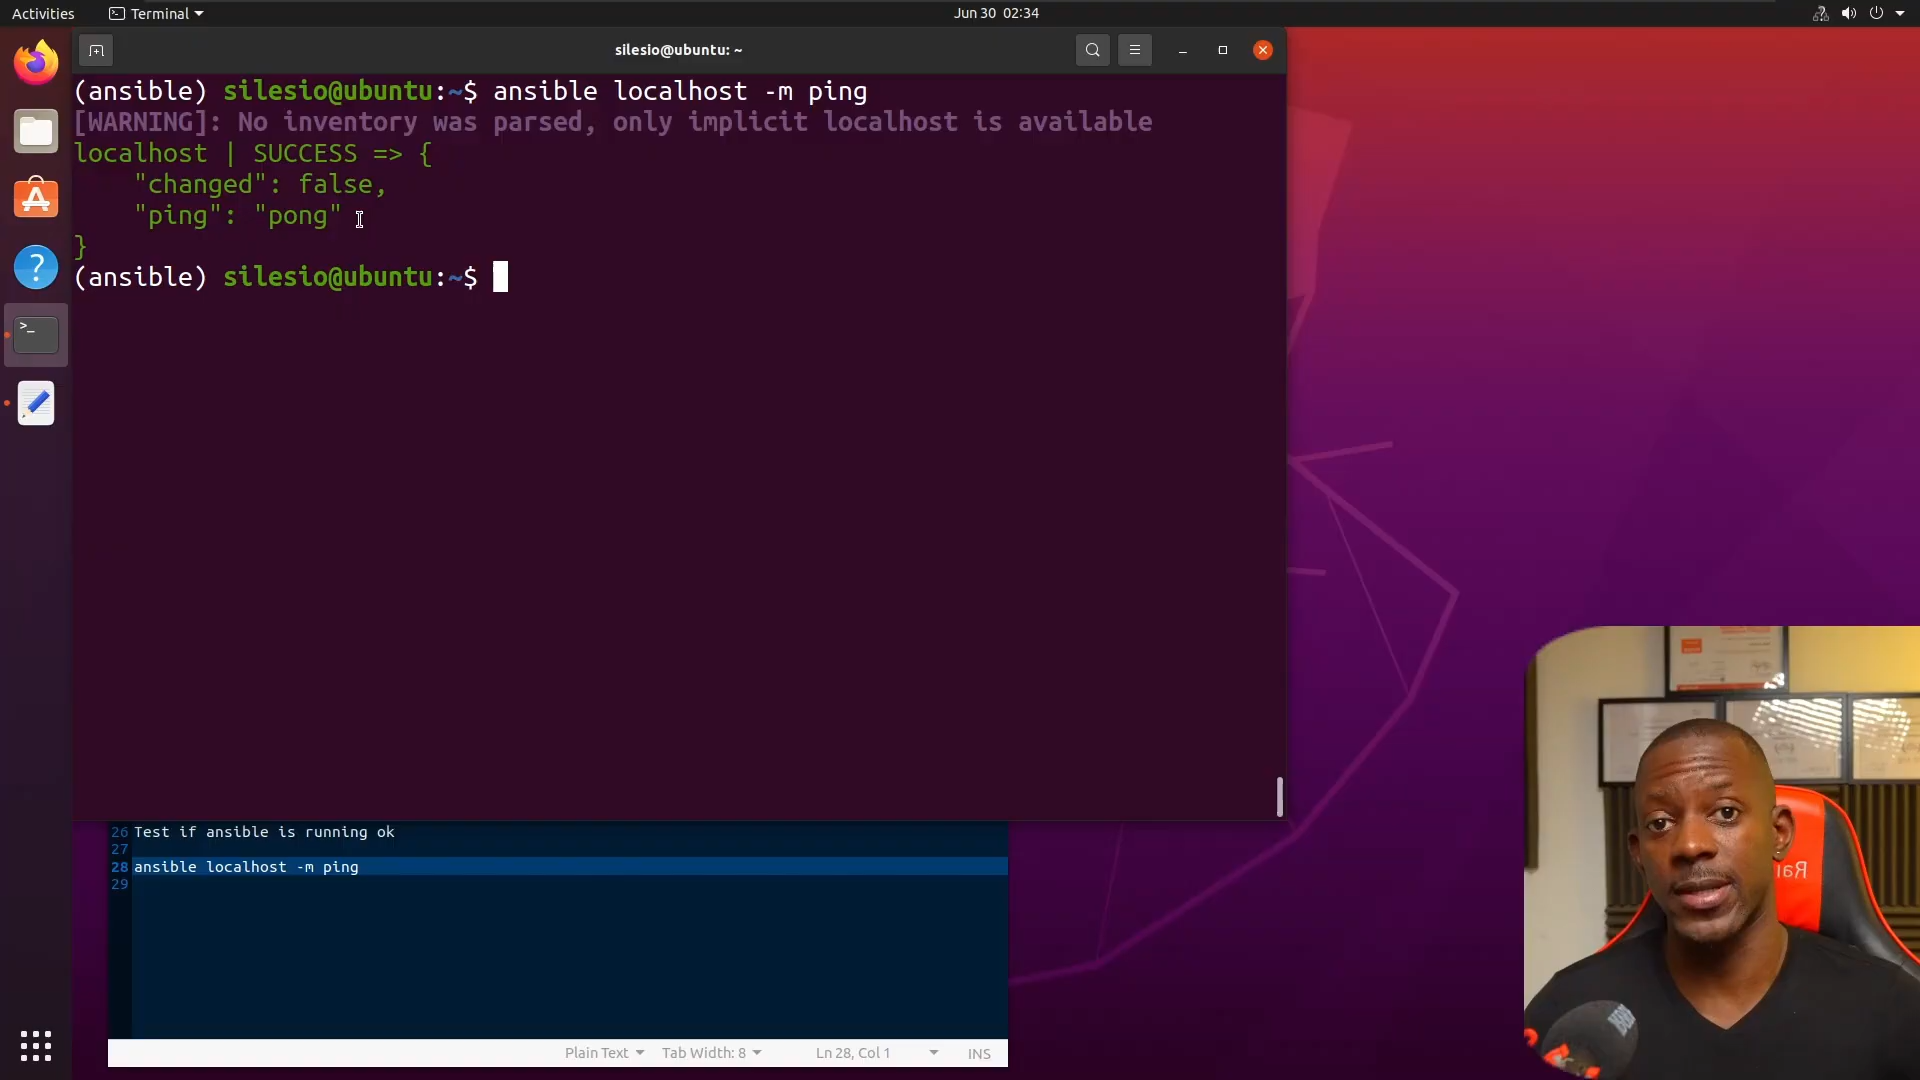 Activities
Terminal
Jun 30 02:34
silesio@ubuntu: ~
(ansible) silesio@ubuntu:~$ ansible localhost -m ping
[WARNING]: No inventory was parsed, only implicit localhost is available
localhost | SUCCESS => {
"changed": false,
"ping": "pong"
}
(ansible) silesio@ubuntu:~$
26 Test if ansible is running ok
27
28 ansible localhost -m ping
29
Plain Text Tab Width: 8 Ln 28, Col 1 INS